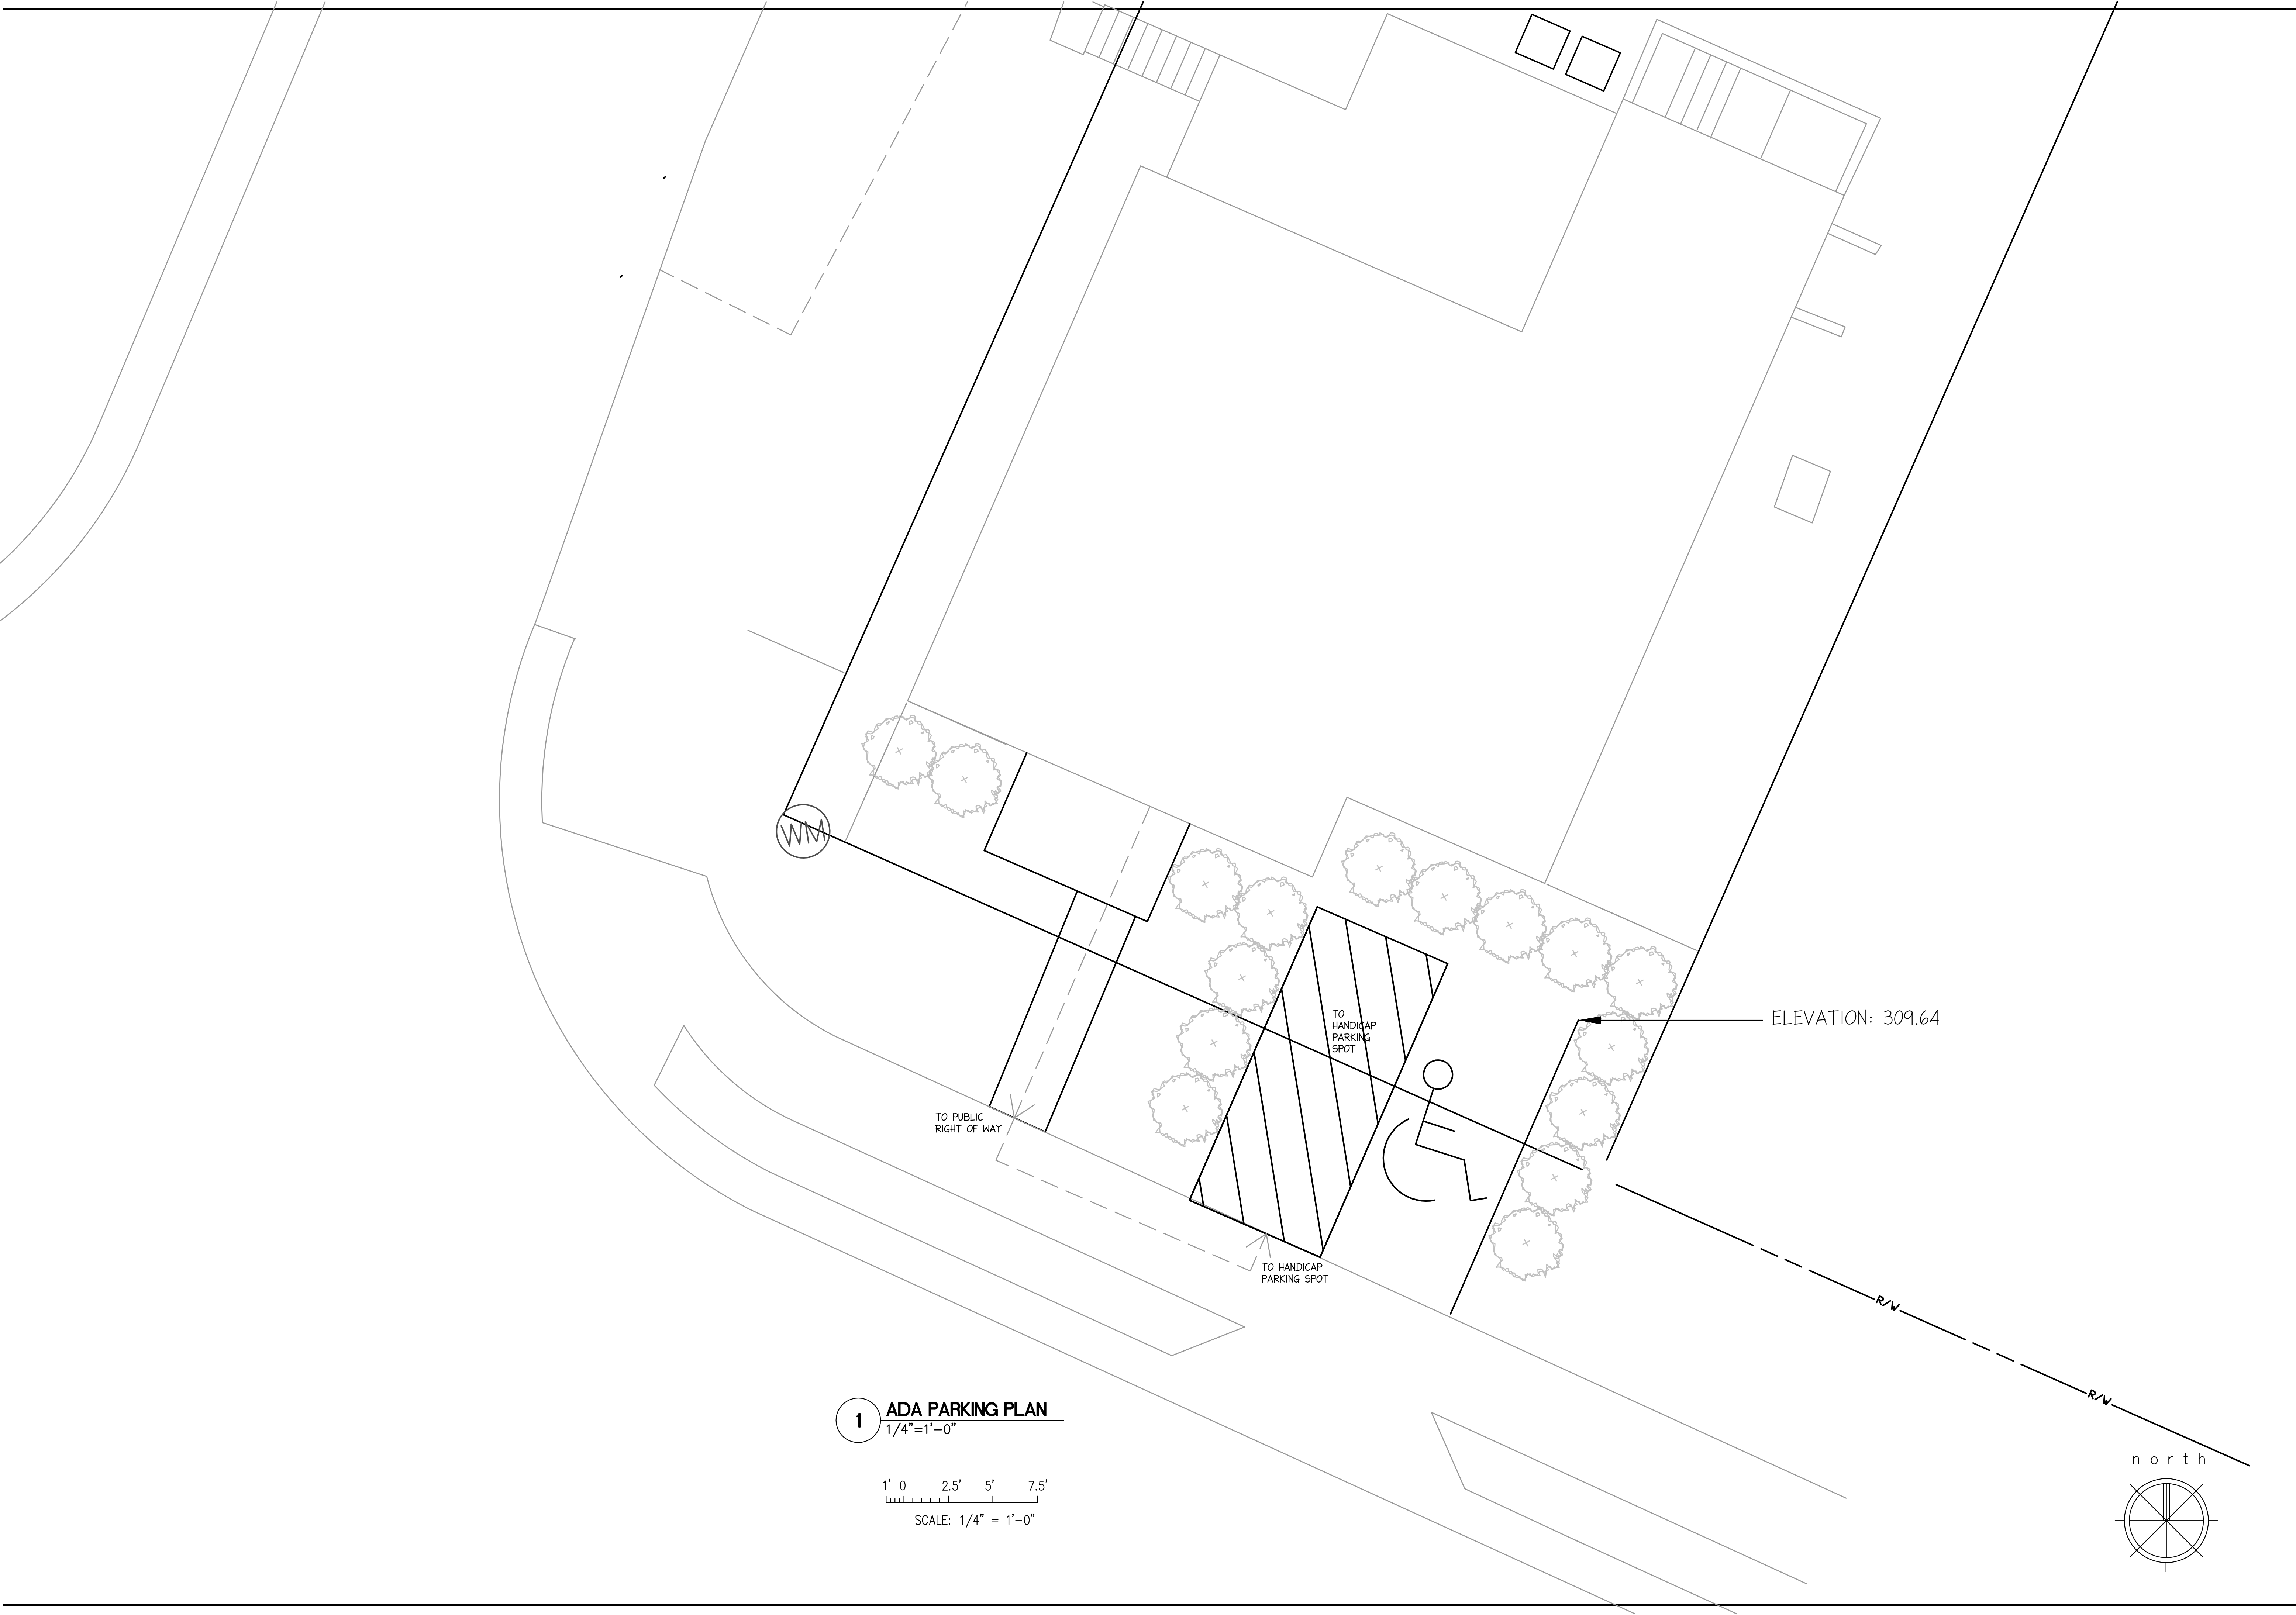 WM
TO
HANDICAP
PARKING
SPOT
ELEVATION: 309.64
TO PUBLIC
RIGHT OF WAY
TO HANDICAP
PARKING SPOT
R/W
R/W
1
ADA PARKING PLAN
1/4"=1'-0"
1' 0 2.5' 5' 7.5'
SCALE: 1/4" = 1'-0"
north